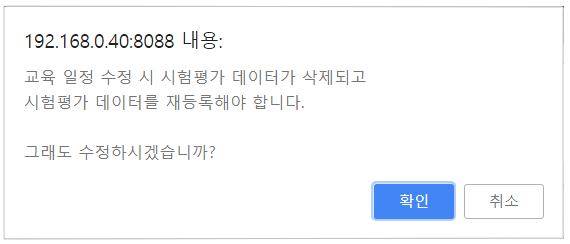 192.168.0.40:8088 내용:
교육 일정 수정 시 시험평가 데이터가 삭제되고
시험평가 데이터를 재등록해야 합니다.
그래도 수정하시겠습니까?
확인 취소